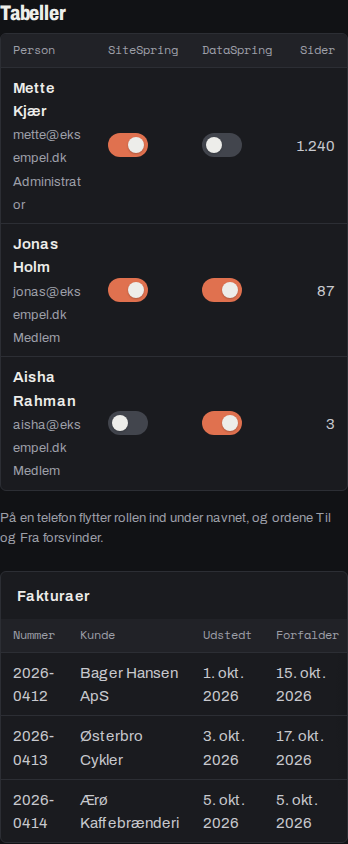 Tabeller
Person SiteSpring DataSpring Sider
Mette
Kjær
mette@eks
empel.dk
Administrat
or
1.240
Jonas
Holm
jonas@eks
empel.dk
Medlem
87
Aisha
Rahman
aisha@eks
empel.dk
Medlem
3
På en telefon flytter rollen ind under navnet, og ordene Til
og Fra forsvinder.
Fakturaer
Nummer Kunde Udstedt Forfalder
2026- Bager Hansen 1. okt. 15. okt.
0412 ApS 2026 2026
2026- Østerbro 3. okt. 17. okt.
0413 Cykler 2026 2026
2026- Ærø 5. okt. 5. okt.
0414 Kaffebrænderi 2026 2026